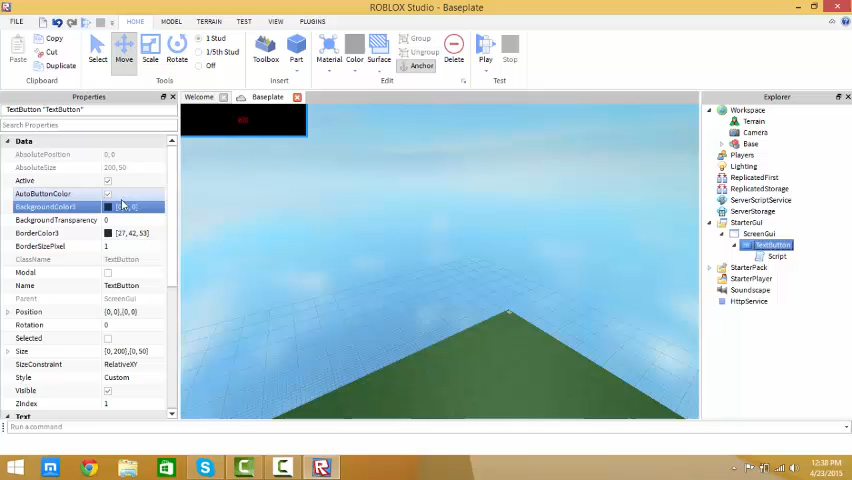 ROBLOX Studio - Baseplate
FILE HOME MODEL TERRAIN TEST VIEW PLUGINS
Paste
Copy
Cut
Duplicate
Select Move Scale Rotate
1 Stud
1/5th Stud
Off
Toolbox Part
Material Color Surface
Group
Ungroup
Anchor
Delete
Play Stop
Clipboard Tools Insert Edit Test
Properties
TextButton "TextButton"
Search Properties
Data
AbsolutePosition 0, 0
AbsoluteSize 200, 50
Active
AutoButtonColor
BackgroundColor3
BackgroundTransparency 0
BorderColor3 [27, 42, 53]
BorderSizePixel 1
ClassName TextButton
Modal
Name TextButton
Parent ScreenGui
Position {0, 0},{0, 0}
Rotation 0
Selected
Size {0, 200},{0, 50}
SizeConstraint RelativeXY
Style Custom
Visible
ZIndex 1
Text
Welcome Baseplate
Explorer
Workspace
Terrain
Camera
Base
Players
Lighting
ReplicatedFirst
ReplicatedStorage
ServerScriptService
ServerStorage
StarterGui
ScreenGui
TextButton
Script
StarterPack
StarterPlayer
Soundscape
HttpService
Run a command
12:38 PM
4/23/2015